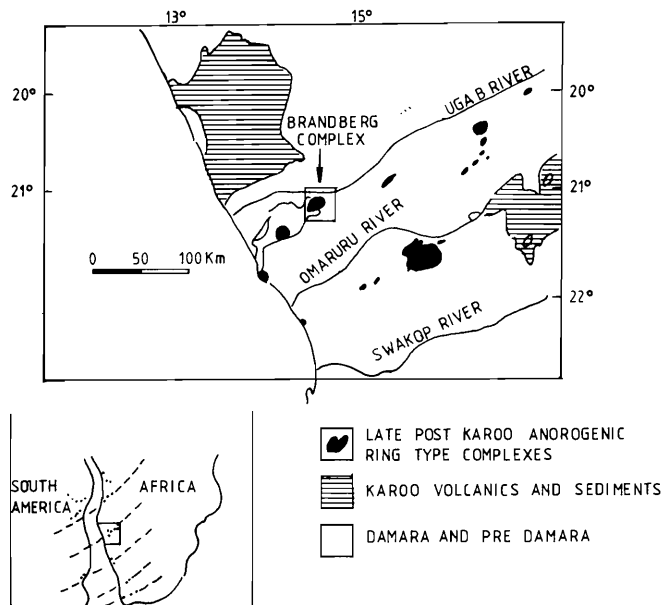 13° 15°
20° 20°
UGAB RIVER
BRANDBERG
COMPLEX
21° 21°
OMARURU RIVER
0 50 100 Km
22°
SWAKOP RIVER
LATE POST KAROO ANOROGENIC
RING TYPE COMPLEXES
SOUTH
AMERICA
AFRICA
KAROO VOLCANICS AND SEDIMENTS
DAMARA AND PRE DAMARA